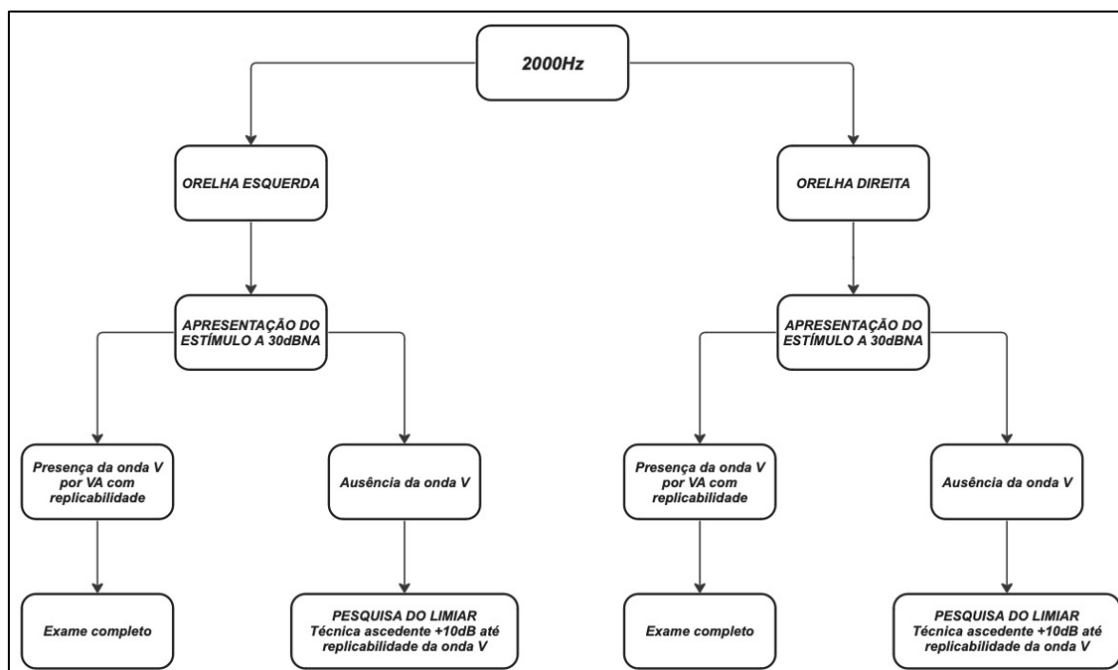 2000Hz
ORELHA ESQUERDA
ORELHA DIREITA
APRESENTAÇÃO DO
ESTÍMULO A 30dBNA
APRESENTAÇÃO DO
ESTÍMULO A 30dBNA
Presença da onda V
por VA com
replicabilidade
Ausência da onda V
Presença da onda V
por VA com
replicabilidade
Ausência da onda V
Exame completo
PESQUISA DO LIMIAR
Técnica ascedente +10dB até
replicabilidade da onda V
Exame completo
PESQUISA DO LIMIAR
Técnica ascedente +10dB até
replicabilidade da onda V